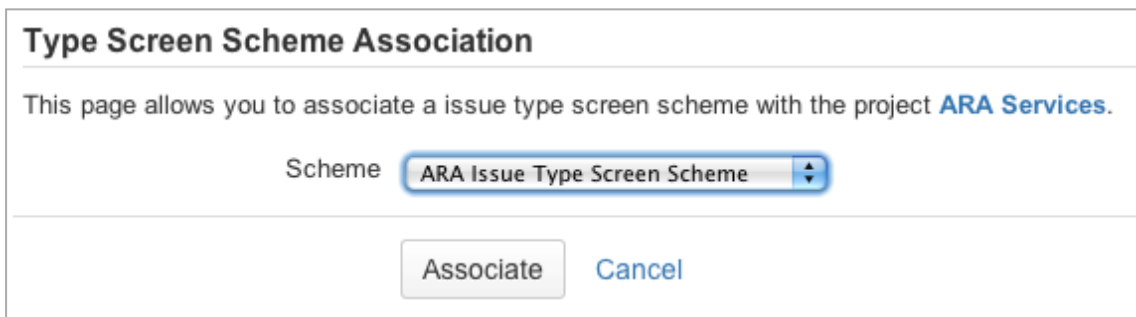 Type Screen Scheme Association
This page allows you to associate a issue type screen scheme with the project ARA Services.
Scheme ARA Issue Type Screen Scheme
Associate Cancel